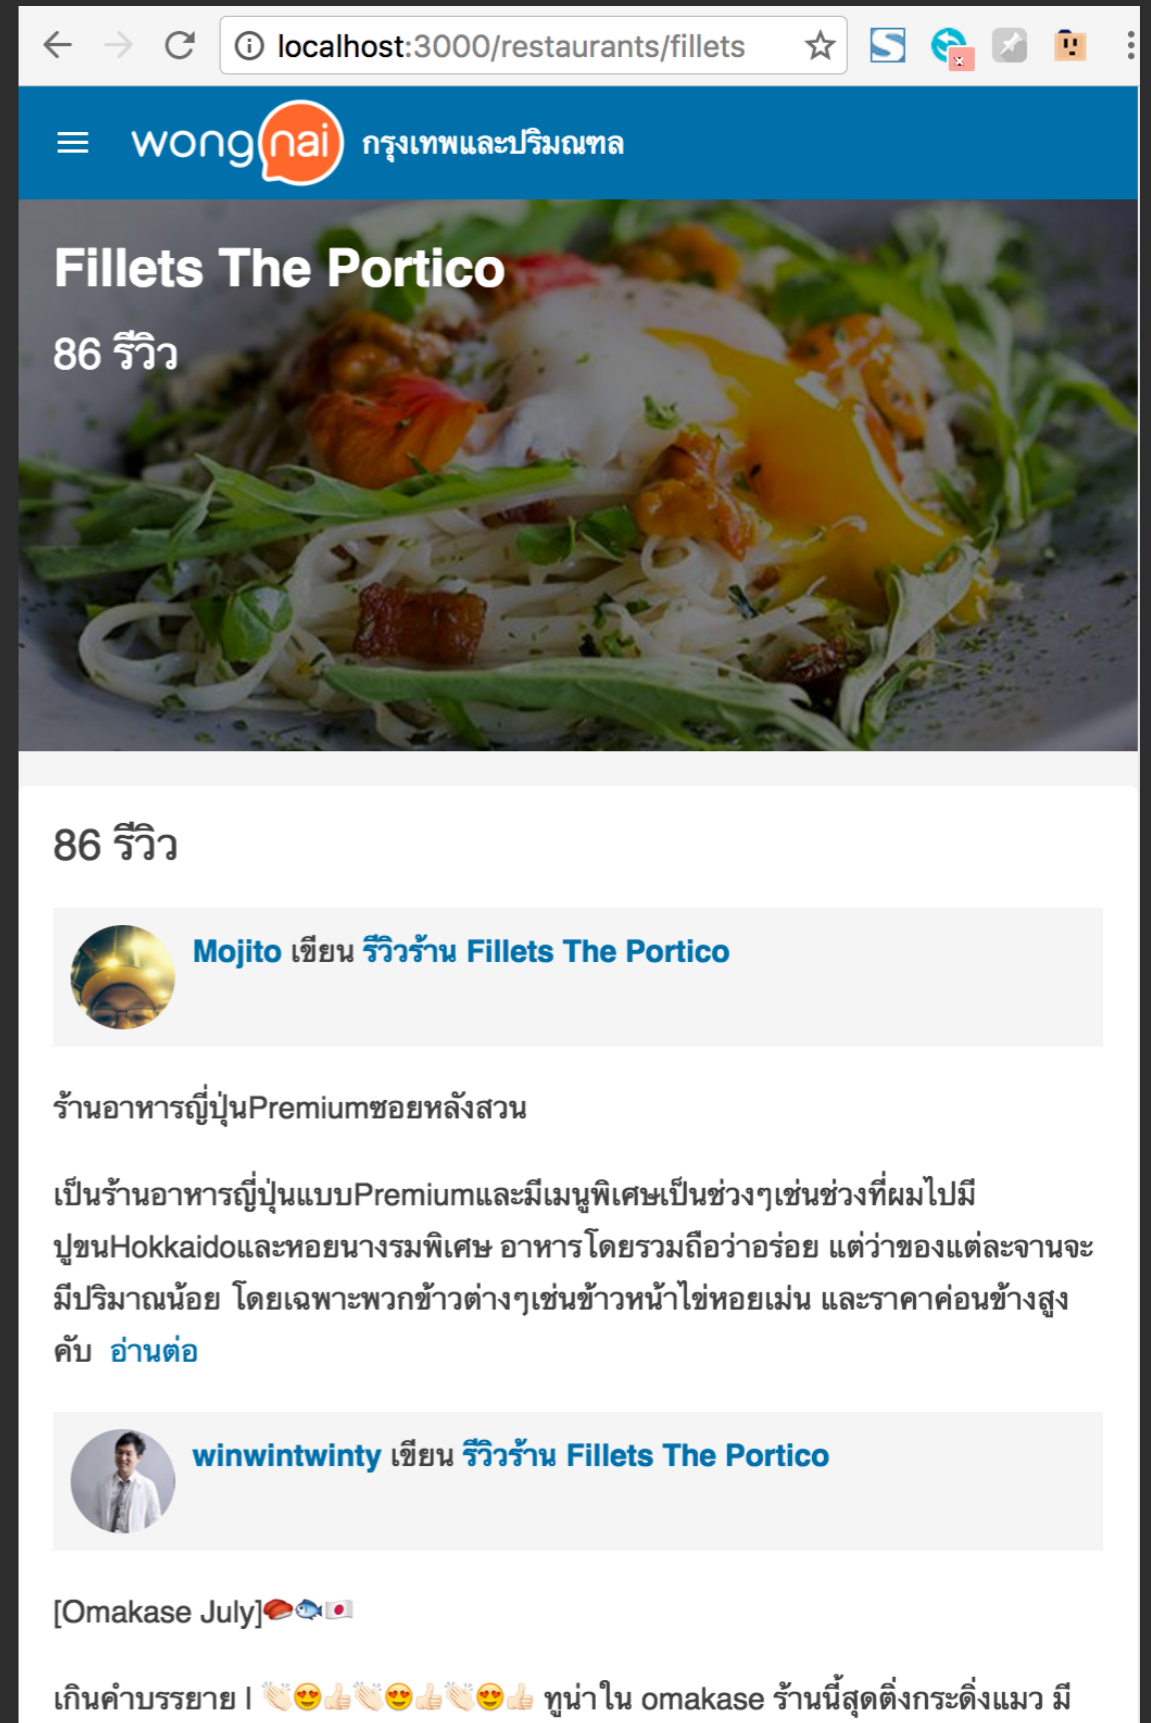 localhost:3000/restaurants/fillets
wongnai กรุงเทพและปริมณฑล
Fillets The Portico
86 รีวิว
86 รีวิว
Mojito เขียน รีวิวร้าน Fillets The Portico
ร้านอาหารญี่ปุ่นPremiumซอยหลังสวน
เป็นร้านอาหารญี่ปุ่นแบบPremiumและมีเมนูพิเศษเป็นช่วงๆเช่นช่วงที่ผมไปมี
ปูขนHokkaidoและหอยนางรมพิเศษ อาหารโดยรวมถือว่าอร่อย แต่ว่าของแต่ละจานจะ
มีปริมาณน้อย โดยเฉพาะพวกข้าวต่างๆเช่นข้าวหน้าไข่หอยเม่น และราคาค่อนข้างสูง
คับ อ่านต่อ
winwintwinty เขียน รีวิวร้าน Fillets The Portico
[Omakase July]🍣🐟🇯🇵
เกินคำบรรยาย l 👏🏻😍👍🏻👏🏻😍👍🏻👏🏻😍👍🏻 ทูน่าใน omakase ร้านนี้สุดติ่งกระดิ่งแมว มี